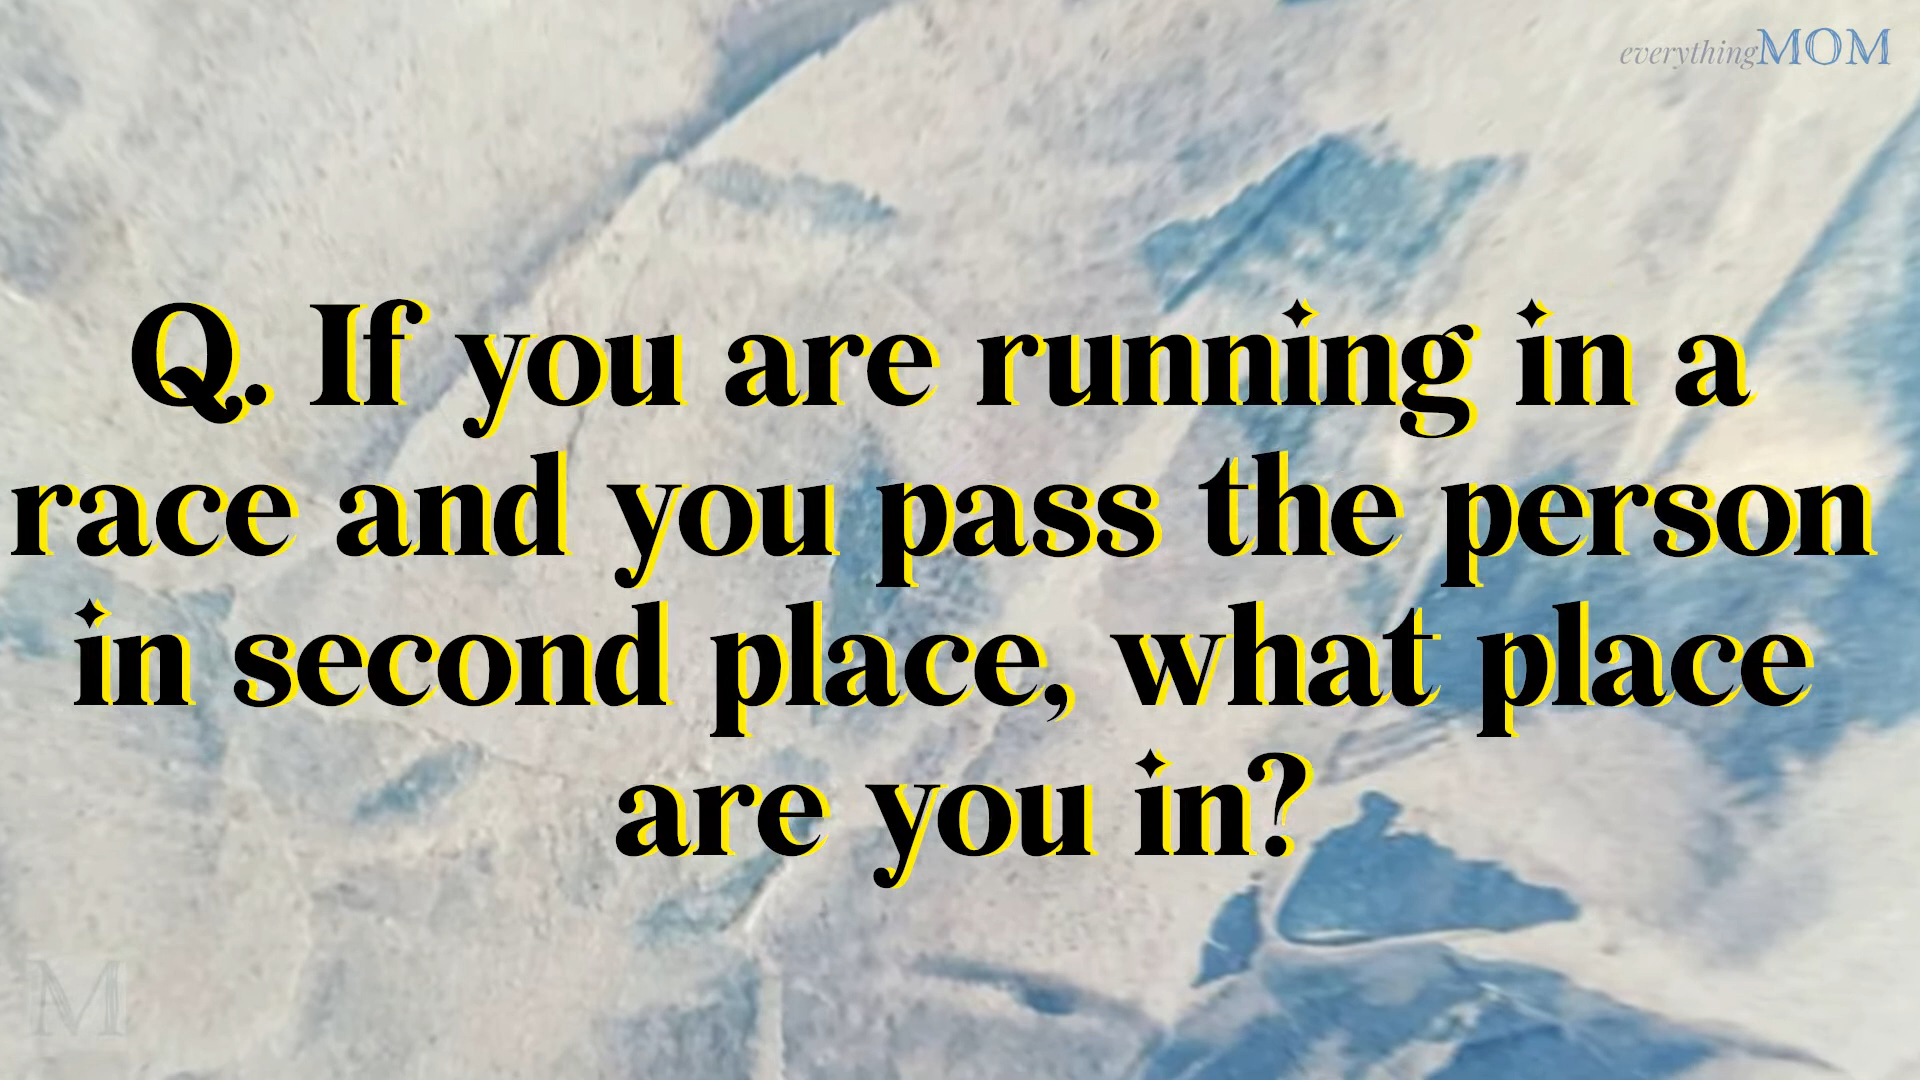 everythingMOM
Q. If you are running in a
race and you pass the person
in second place, what place
are you in?
M